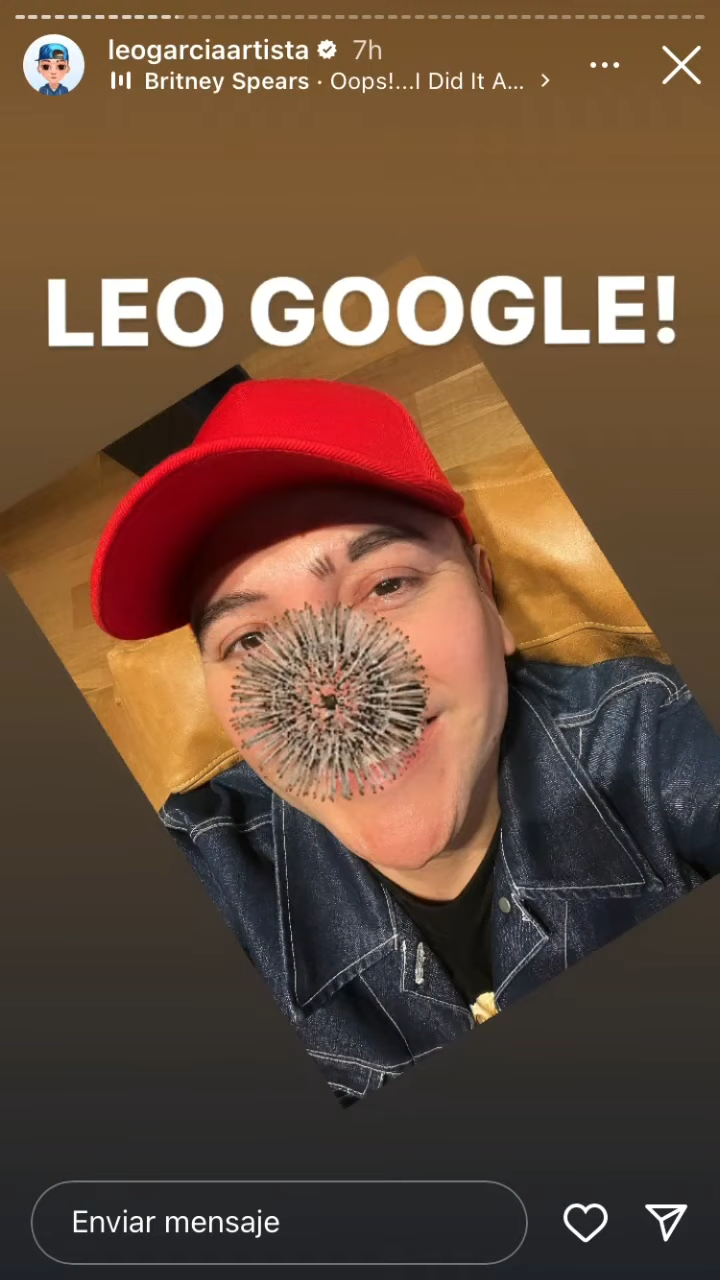 leogarciaartista 7h
Britney Spears · Oops!...I Did It A...
LEO GOOGLE!
Enviar mensaje